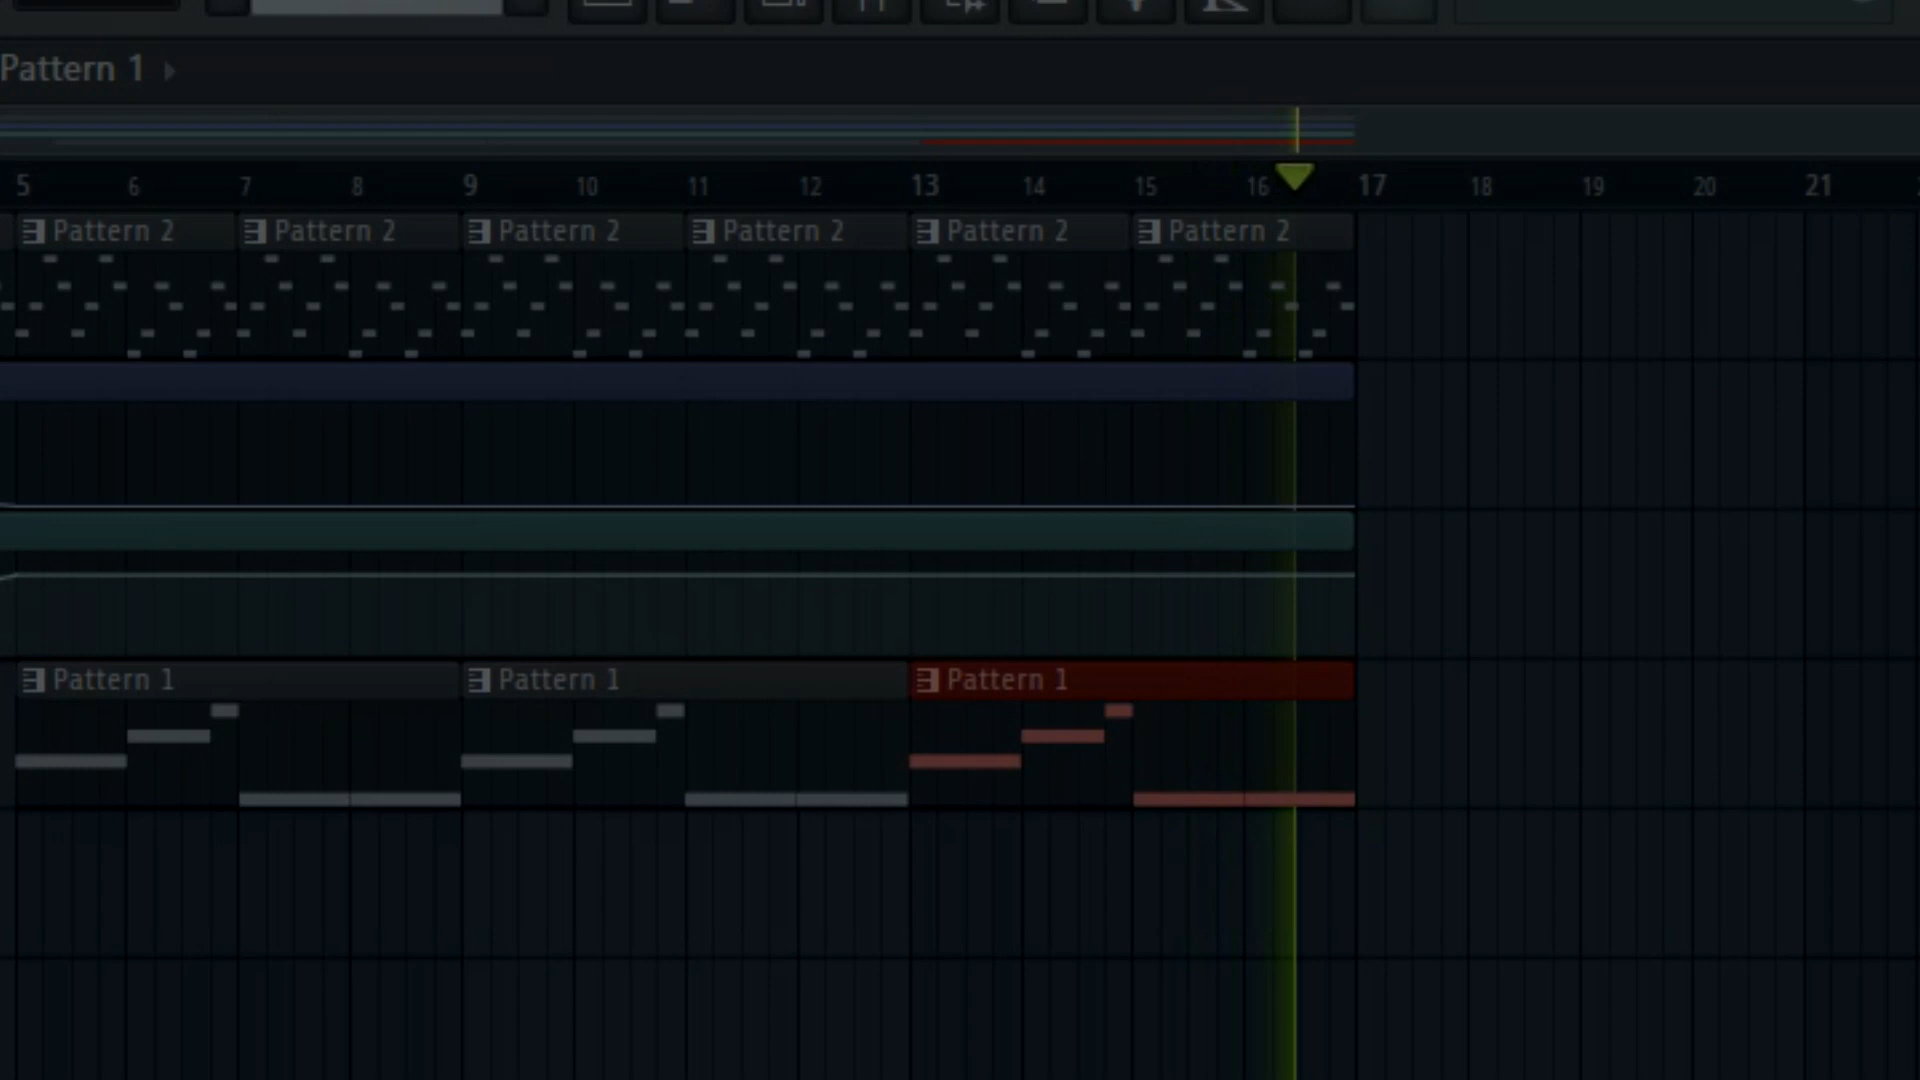 Pattern 1
5 6 7 8 9 10 11 12 13 14 15 16 17 18 19 20 21
Pattern 2 Pattern 2 Pattern 2 Pattern 2 Pattern 2 Pattern 2
Pattern 1 Pattern 1 Pattern 1